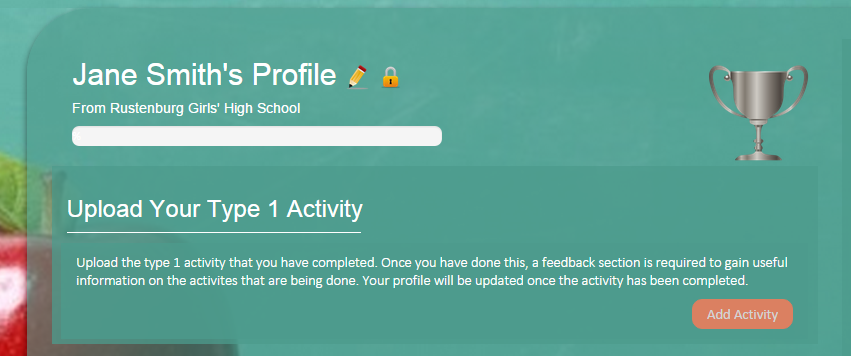 Jane Smith's Profile
From Rustenburg Girls' High School
Upload Your Type 1 Activity
Upload the type 1 activity that you have completed. Once you have done this, a feedback section is required to gain useful
information on the activites that are being done. Your profile will be updated once the activity has been completed.
Add Activity